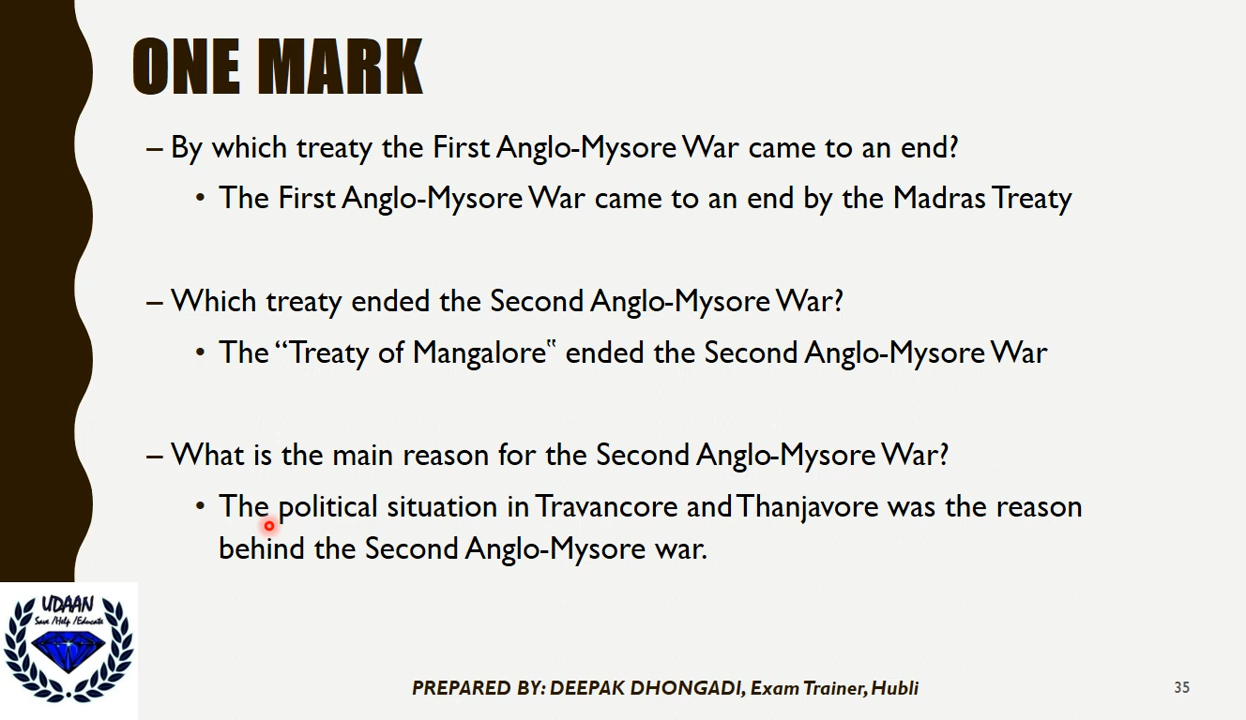 ONE MARK
– By which treaty the First Anglo-Mysore War came to an end?
• The First Anglo-Mysore War came to an end by the Madras Treaty
– Which treaty ended the Second Anglo-Mysore War?
• The “Treaty of Mangalore‟ ended the Second Anglo-Mysore War
– What is the main reason for the Second Anglo-Mysore War?
• The political situation in Travancore and Thanjavore was the reason
behind the Second Anglo-Mysore war.
UDAAN
Save /Help /Educate
PREPARED BY: DEEPAK DHONGADI, Exam Trainer, Hubli
35